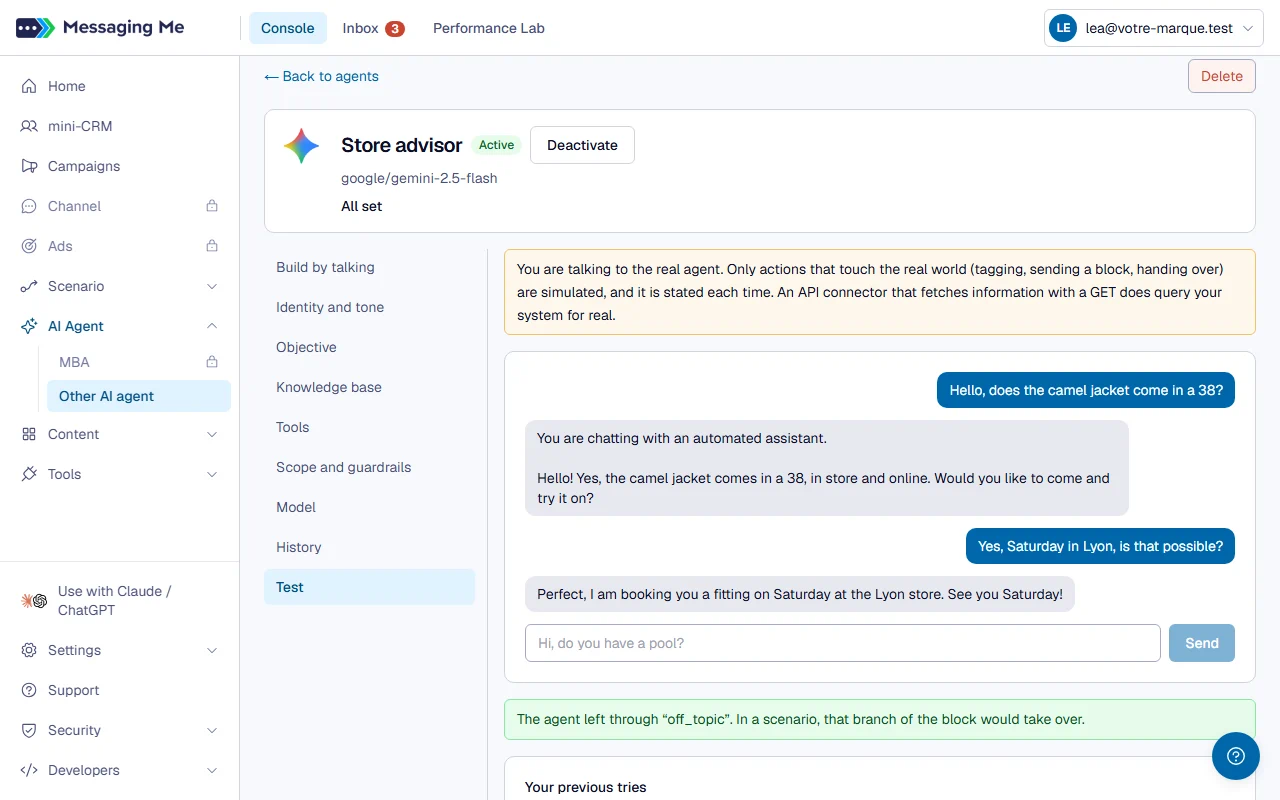 Messaging Me
Console
Inbox 3
Performance Lab
LE lea@votre-marque.test
Home
mini-CRM
Campaigns
Channel
Ads
Scenario
AI Agent
MBA
Other AI agent
Content
Tools
Use with Claude /
ChatGPT
Settings
Support
Security
Developers
← Back to agents
Delete
Store advisor Active Deactivate
google/gemini-2.5-flash
All set
Build by talking
Identity and tone
Objective
Knowledge base
Tools
Scope and guardrails
Model
History
Test
You are talking to the real agent. Only actions that touch the real world (tagging, sending a block, handing over)
are simulated, and it is stated each time. An API connector that fetches information with a GET does query your
system for real.
Hello, does the camel jacket come in a 38?
You are chatting with an automated assistant.
Hello! Yes, the camel jacket comes in a 38, in store and online. Would you like to come and
try it on?
Yes, Saturday in Lyon, is that possible?
Perfect, I am booking you a fitting on Saturday at the Lyon store. See you Saturday!
Hi, do you have a pool?
Send
The agent left through “off_topic”. In a scenario, that branch of the block would take over.
Your previous tries